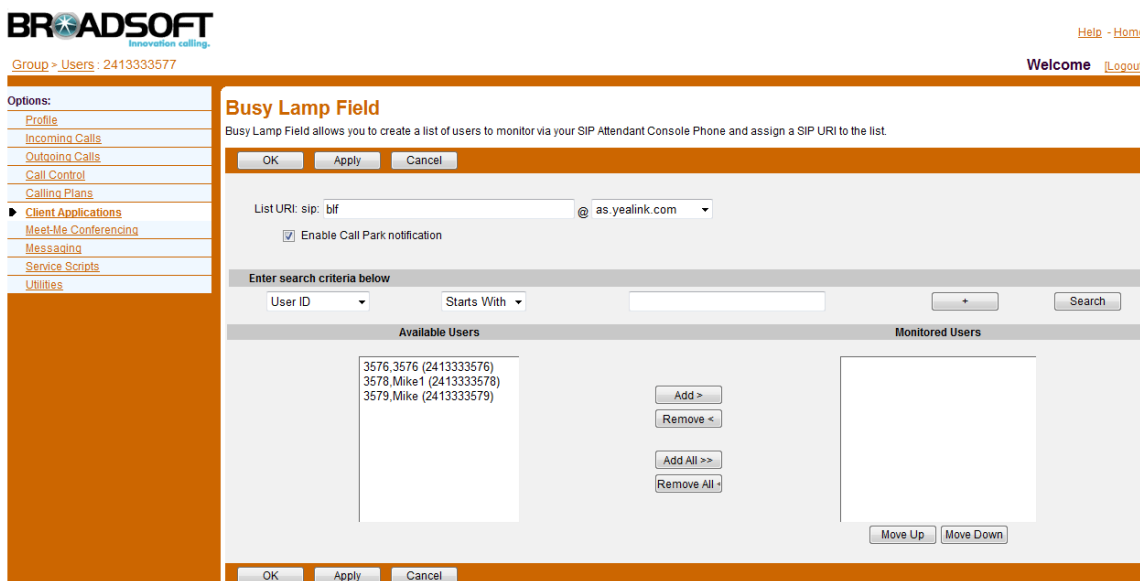 BROADSOFT
Innovation calling.
Help - Home
Group > Users : 2413333577
Welcome [Logout
Options:
Profile
Incoming Calls
Outgoing Calls
Call Control
Calling Plans
Client Applications
Meet-Me Conferencing
Messaging
Service Scripts
Utilities
Busy Lamp Field
Busy Lamp Field allows you to create a list of users to monitor via your SIP Attendant Console Phone and assign a SIP URI to the list.
OK Apply Cancel
List URI: sip: blf @ as.yealink.com
Enable Call Park notification
Enter search criteria below
User ID Starts With + Search
Available Users Monitored Users
3576,3576 (2413333576)
3578,Mike1 (2413333578)
3579,Mike (2413333579)
Add >
Remove <
Add All >>
Remove All <
Move Up Move Down
OK Apply Cancel